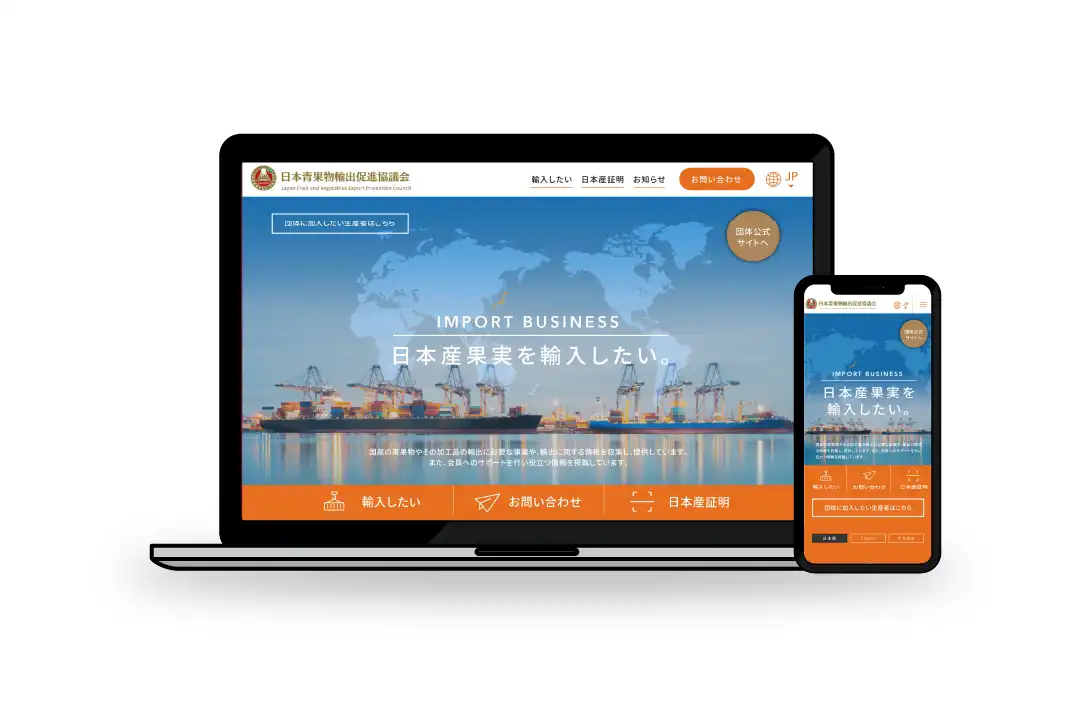 日本青果物輸出促進協議会
Japan Fruit and Vegetables Export Promotion Council
輸入したい 日本産証明 お知らせ お問い合わせ JP
団体に加入したい生産者はこちら
団体公式
サイトへ
IMPORT BUSINESS
日本産果実を輸入したい。
国産の青果物やその加工品の輸出に必要な事業や、輸出に関する情報を収集し、提供しています。
また、会員へのサポートを行い役立つ情報を掲載しています。
輸入したい お問い合わせ 日本産証明
日本青果物輸出促進協議会 JP
団体公式
サイトへ
IMPORT BUSINESS
日本産果実を
輸入したい。
輸入したい お問い合わせ 日本産証明
団体に加入したい生産者はこちら
日本語